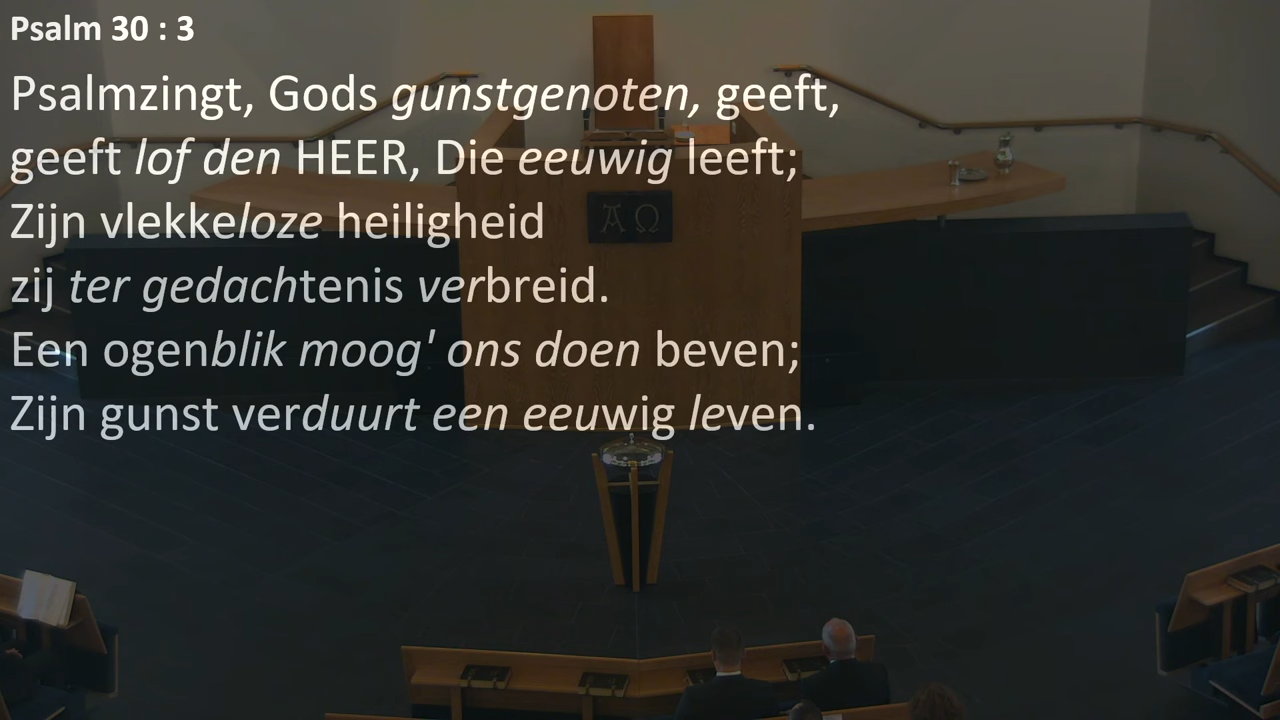 Psalm 30 : 3
Psalmzingt, Gods gunstgenoten, geeft,
geeft lof den HEER, Die eeuwig leeft;
Zijn vlekkeloze heiligheid
zij ter gedachtenis verbreid.
Een ogenblik moog' ons doen beven;
Zijn gunst verduurt een eeuwig leven.
Α Ω